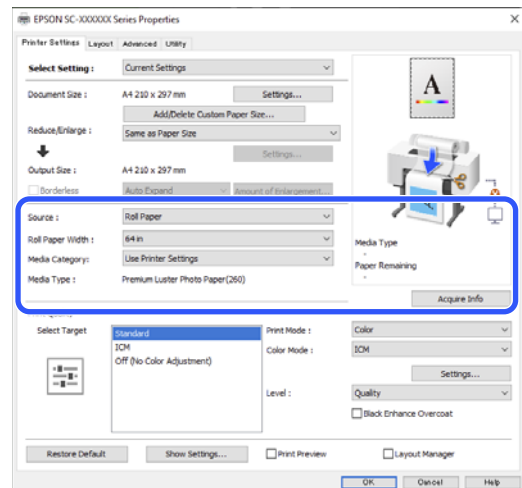 EPSON SC-XXXXXX Series Properties
Printer Settings Layout Advanced Utility
Select Setting : Current Settings
Document Size : A4 210 x 297 mm Settings...
Add/Delete Custom Paper Size...
Reduce/Enlarge : Same as Paper Size
Settings...
Output Size : A4 210 x 297 mm
Borderless Auto Expand Amount of Enlargement...
A
Source : Roll Paper
Roll Paper Width : 64 in
Media Category: Use Printer Settings
Media Type : Premium Luster Photo Paper(260)
Media Type
-
Paper Remaining
-
Acquire Info
Select Target
Standard
ICM
Off (No Color Adjustment)
Print Mode : Color
Color Mode : ICM
Settings...
Level : Quality
Black Enhance Overcoat
Restore Default Show Settings... Print Preview Layout Manager
OK Cancel Help